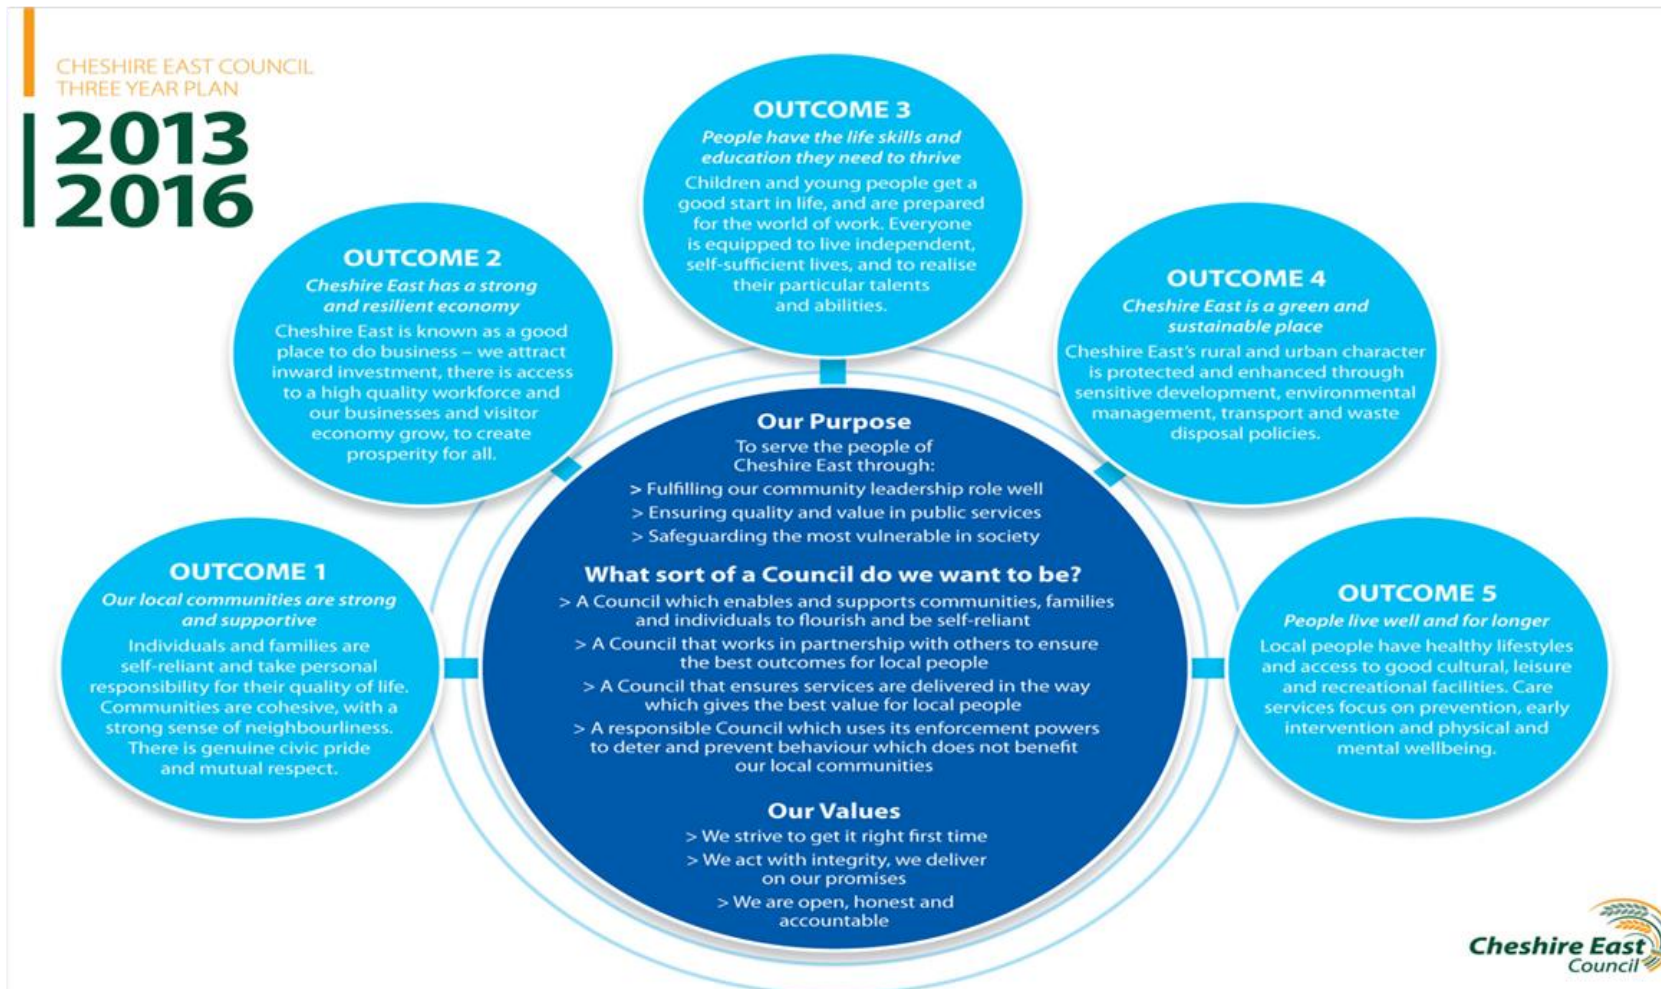 CHESHIRE EAST COUNCIL
THREE YEAR PLAN
2013
2016
OUTCOME 1
Our local communities are strong
and supportive
Individuals and families are
self-reliant and take personal
responsibility for their quality of life.
Communities are cohesive, with a
strong sense of neighbourliness.
There is genuine civic pride
and mutual respect.
OUTCOME 2
Cheshire East has a strong
and resilient economy
Cheshire East is known as a good
place to do business – we attract
inward investment, there is access
to a high quality workforce and
our businesses and visitor
economy grow, to create
prosperity for all.
OUTCOME 3
People have the life skills and
education they need to thrive
Children and young people get a
good start in life, and are prepared
for the world of work. Everyone
is equipped to live independent,
self-sufficient lives, and to realise
their particular talents
and abilities.
OUTCOME 4
Cheshire East is a green and
sustainable place
Cheshire East's rural and urban character
is protected and enhanced through
sensitive development, environmental
management, transport and waste
disposal policies.
OUTCOME 5
People live well and for longer
Local people have healthy lifestyles
and access to good cultural, leisure
and recreational facilities. Care
services focus on prevention, early
intervention and physical and
mental wellbeing.
Our Purpose
To serve the people of
Cheshire East through:
> Fulfilling our community leadership role well
> Ensuring quality and value in public services
> Safeguarding the most vulnerable in society
What sort of a Council do we want to be?
> A Council which enables and supports communities, families
and individuals to flourish and be self-reliant
> A Council that works in partnership with others to ensure
the best outcomes for local people
> A Council that ensures services are delivered in the way
which gives the best value for local people
> A responsible Council which uses its enforcement powers
to deter and prevent behaviour which does not benefit
our local communities
Our Values
> We strive to get it right first time
> We act with integrity, we deliver
on our promises
> We are open, honest and
accountable
Cheshire East
Council